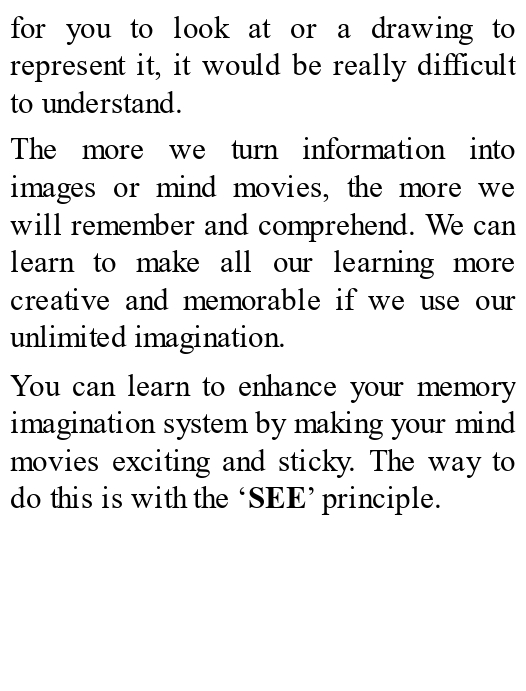 for you to look at or a drawing to
represent it, it would be really difficult
to understand.
The more we turn information into
images or mind movies, the more we
will remember and comprehend. We can
learn to make all our learning more
creative and memorable if we use our
unlimited imagination.
You can learn to enhance your memory
imagination system by making your mind
movies exciting and sticky. The way to
do this is with the ‘SEE’ principle.